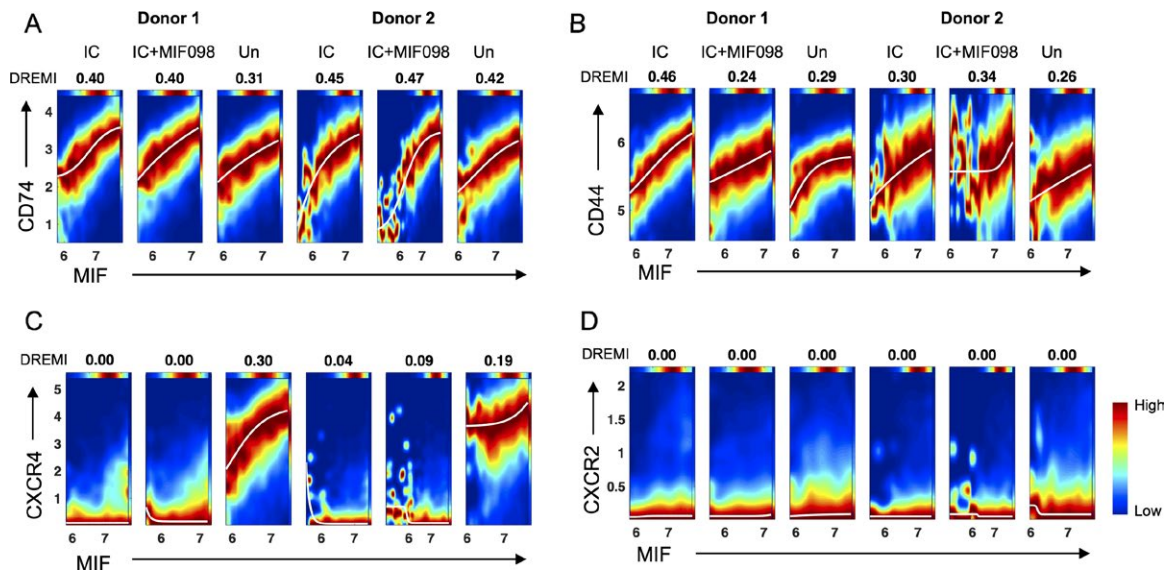 A
Donor 1 Donor 2
IC IC+MIF098 Un IC IC+MIF098 Un
DREMI 0.40 0.40 0.31 0.45 0.47 0.42
CD74
4
3
2
1
6 7 6 7 6 7 6 7 6 7 6 7
MIF
B
Donor 1 Donor 2
IC IC+MIF098 Un IC IC+MIF098 Un
DREMI 0.46 0.24 0.29 0.30 0.34 0.26
CD44
6
5
6 7 6 7 6 7 6 7 6 7 6 7
MIF
C
DREMI 0.00 0.00 0.30 0.04 0.09 0.19
CXCR4
5
4
3
2
1
6 7 6 7 6 7 6 7 6 7 6 7
MIF
D
DREMI 0.00 0.00 0.00 0.00 0.00 0.00
CXCR2
2
1.5
1
0.5
6 7 6 7 6 7 6 7 6 7 6 7
MIF
High
Low